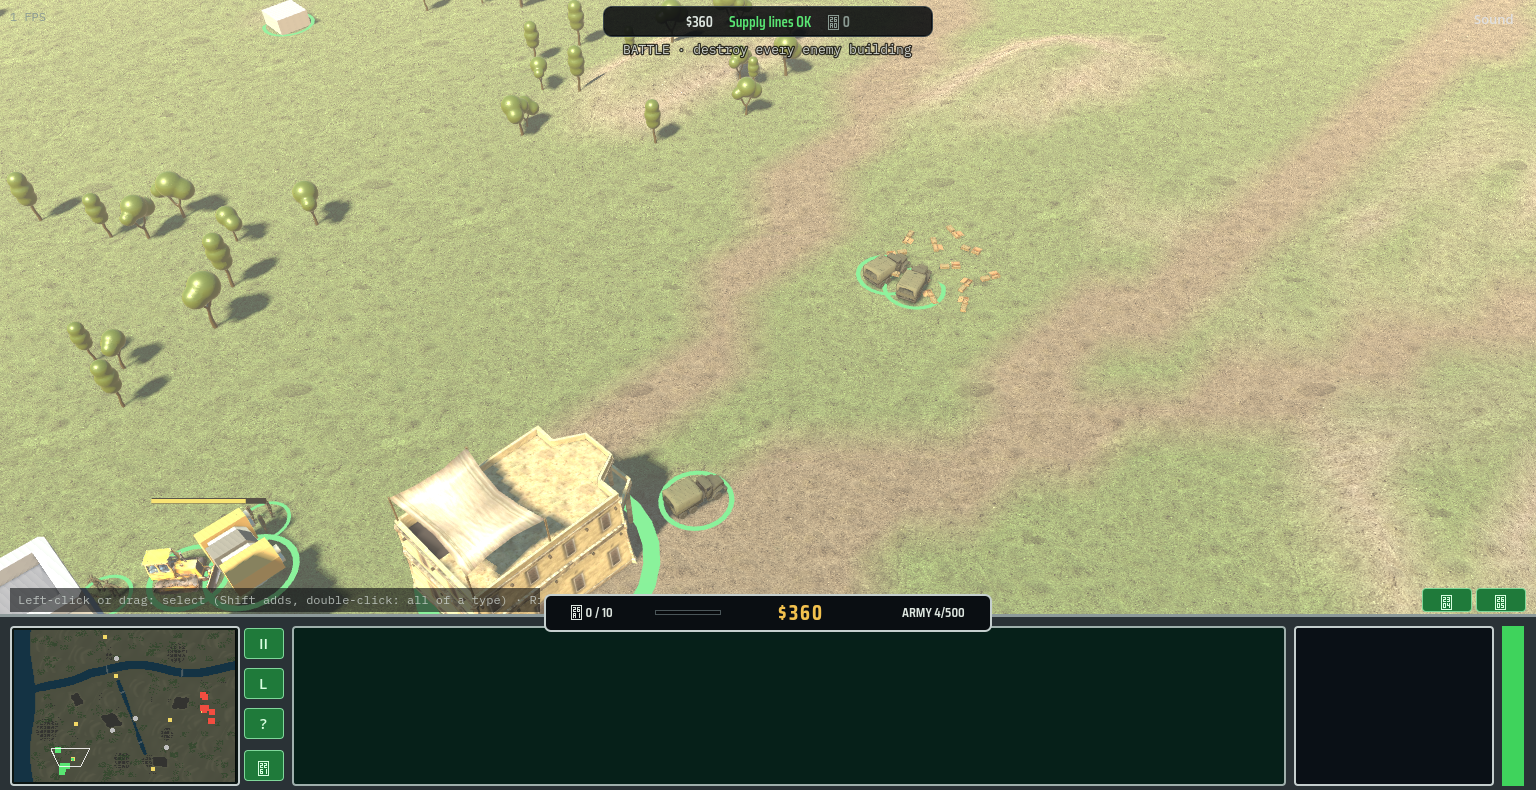 1 FPS
$360 Supply lines OK 0
Sound
BATTLE · destroy every enemy building
Left-click or drag: select (Shift adds, double-click: all of a type) ·
0 / 10 $360 ARMY 4/500
II
L
?